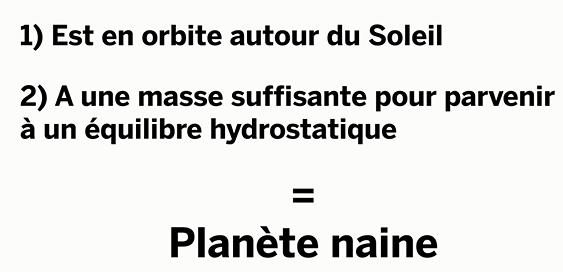 1) Est en orbite autour du Soleil
2) A une masse suffisante pour parvenir
à un équilibre hydrostatique
=
Planète naine